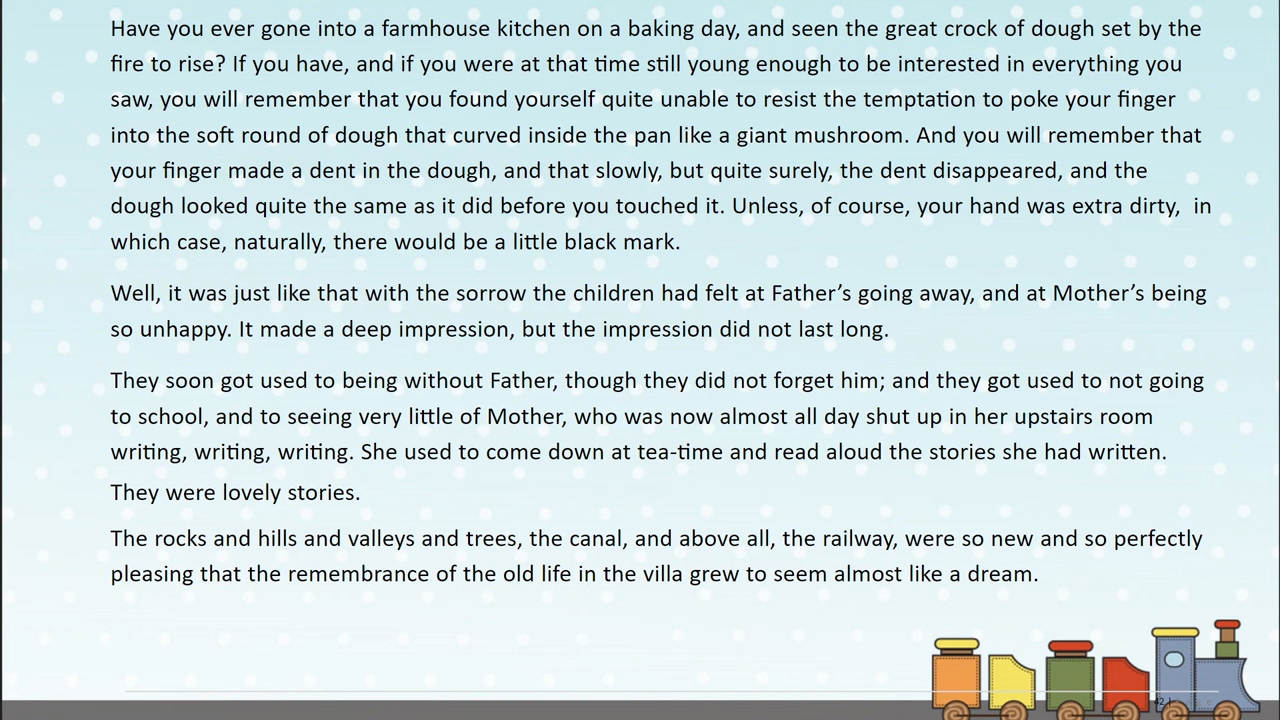 Have you ever gone into a farmhouse kitchen on a baking day, and seen the great crock of dough set by the
fire to rise? If you have, and if you were at that time still young enough to be interested in everything you
saw, you will remember that you found yourself quite unable to resist the temptation to poke your finger
into the soft round of dough that curved inside the pan like a giant mushroom. And you will remember that
your finger made a dent in the dough, and that slowly, but quite surely, the dent disappeared, and the
dough looked quite the same as it did before you touched it. Unless, of course, your hand was extra dirty, in
which case, naturally, there would be a little black mark.
Well, it was just like that with the sorrow the children had felt at Father’s going away, and at Mother’s being
so unhappy. It made a deep impression, but the impression did not last long.
They soon got used to being without Father, though they did not forget him; and they got used to not going
to school, and to seeing very little of Mother, who was now almost all day shut up in her upstairs room
writing, writing, writing. She used to come down at tea-time and read aloud the stories she had written.
They were lovely stories.
The rocks and hills and valleys and trees, the canal, and above all, the railway, were so new and so perfectly
pleasing that the remembrance of the old life in the villa grew to seem almost like a dream.